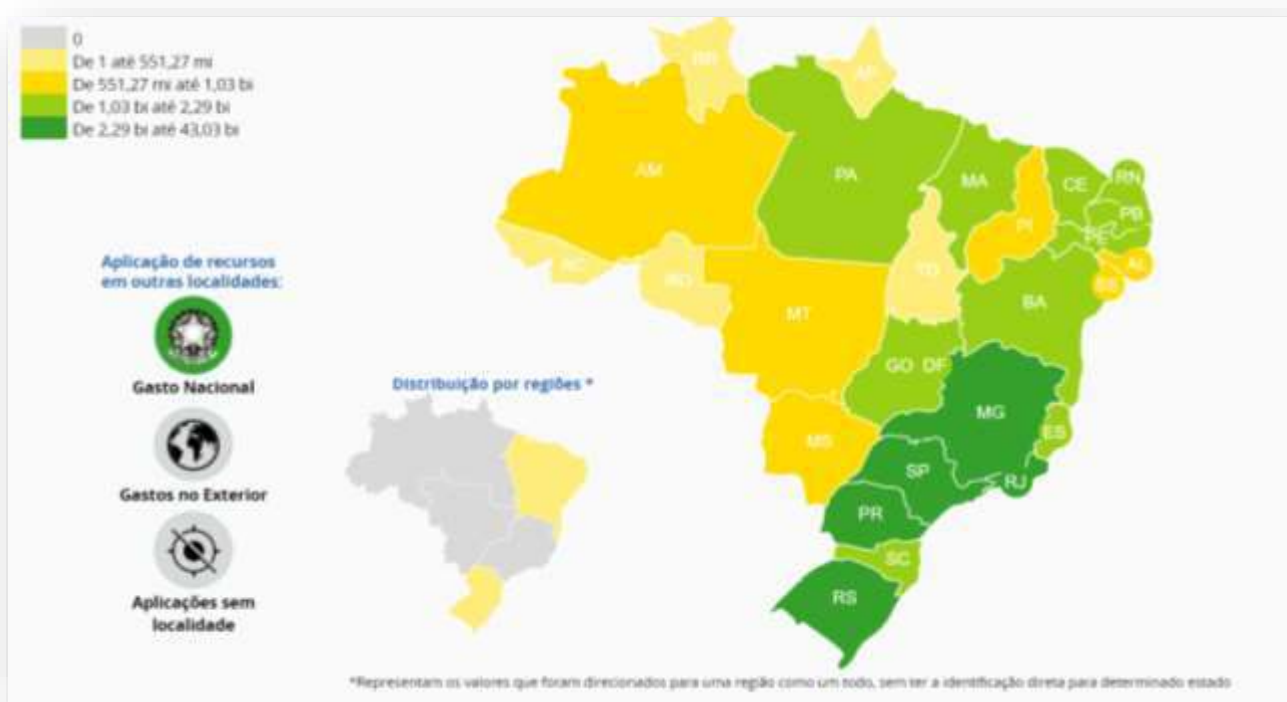 0
De 1 até 551,27 mi
De 551,27 mi até 1,03 bi
De 1,03 bi até 2,29 bi
De 2,29 bi até 43,03 bi
RR
AP
AM
PA
MA
CE
RN
PB
PE
PI
AL
SE
AC
RO
TO
BA
MT
GO
DF
MG
ES
MS
SP
RJ
PR
SC
RS
Aplicação de recursos
em outras localidades:
Gasto Nacional
Gastos no Exterior
Aplicações sem
localidade
Distribuição por regiões *
*Representam os valores que foram direcionados para uma região como um todo, sem ter a identificação direta para determinado estado